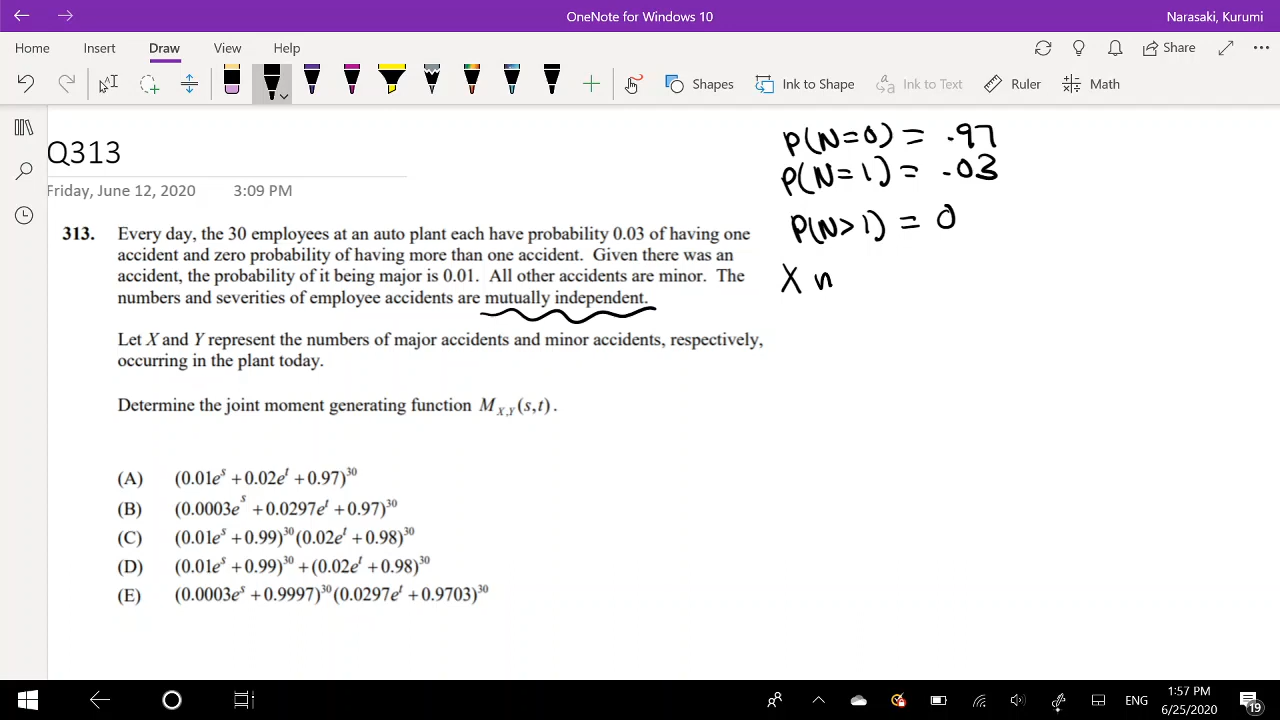 OneNote for Windows 10
Narasaki, Kurumi
Home Insert Draw View Help
Share
Shapes Ink to Shape Ink to Text Ruler Math
Q313
Friday, June 12, 2020 3:09 PM
313. Every day, the 30 employees at an auto plant each have probability 0.03 of having one
accident and zero probability of having more than one accident. Given there was an
accident, the probability of it being major is 0.01. All other accidents are minor. The
numbers and severities of employee accidents are mutually independent.
Let X and Y represent the numbers of major accidents and minor accidents, respectively,
occurring in the plant today.
Determine the joint moment generating function M_{X,Y}(s,t).
(A) (0.01e^s + 0.02e^t + 0.97)^{30}
(B) (0.0003e^s + 0.0297e^t + 0.97)^{30}
(C) (0.01e^s + 0.99)^{30}(0.02e^t + 0.98)^{30}
(D) (0.01e^s + 0.99)^{30} + (0.02e^t + 0.98)^{30}
(E) (0.0003e^s + 0.9997)^{30}(0.0297e^t + 0.9703)^{30}
P(N=0) = .97
P(N=1) = .03
P(N>1) = 0
X n
ENG
1:57 PM
6/25/2020
19